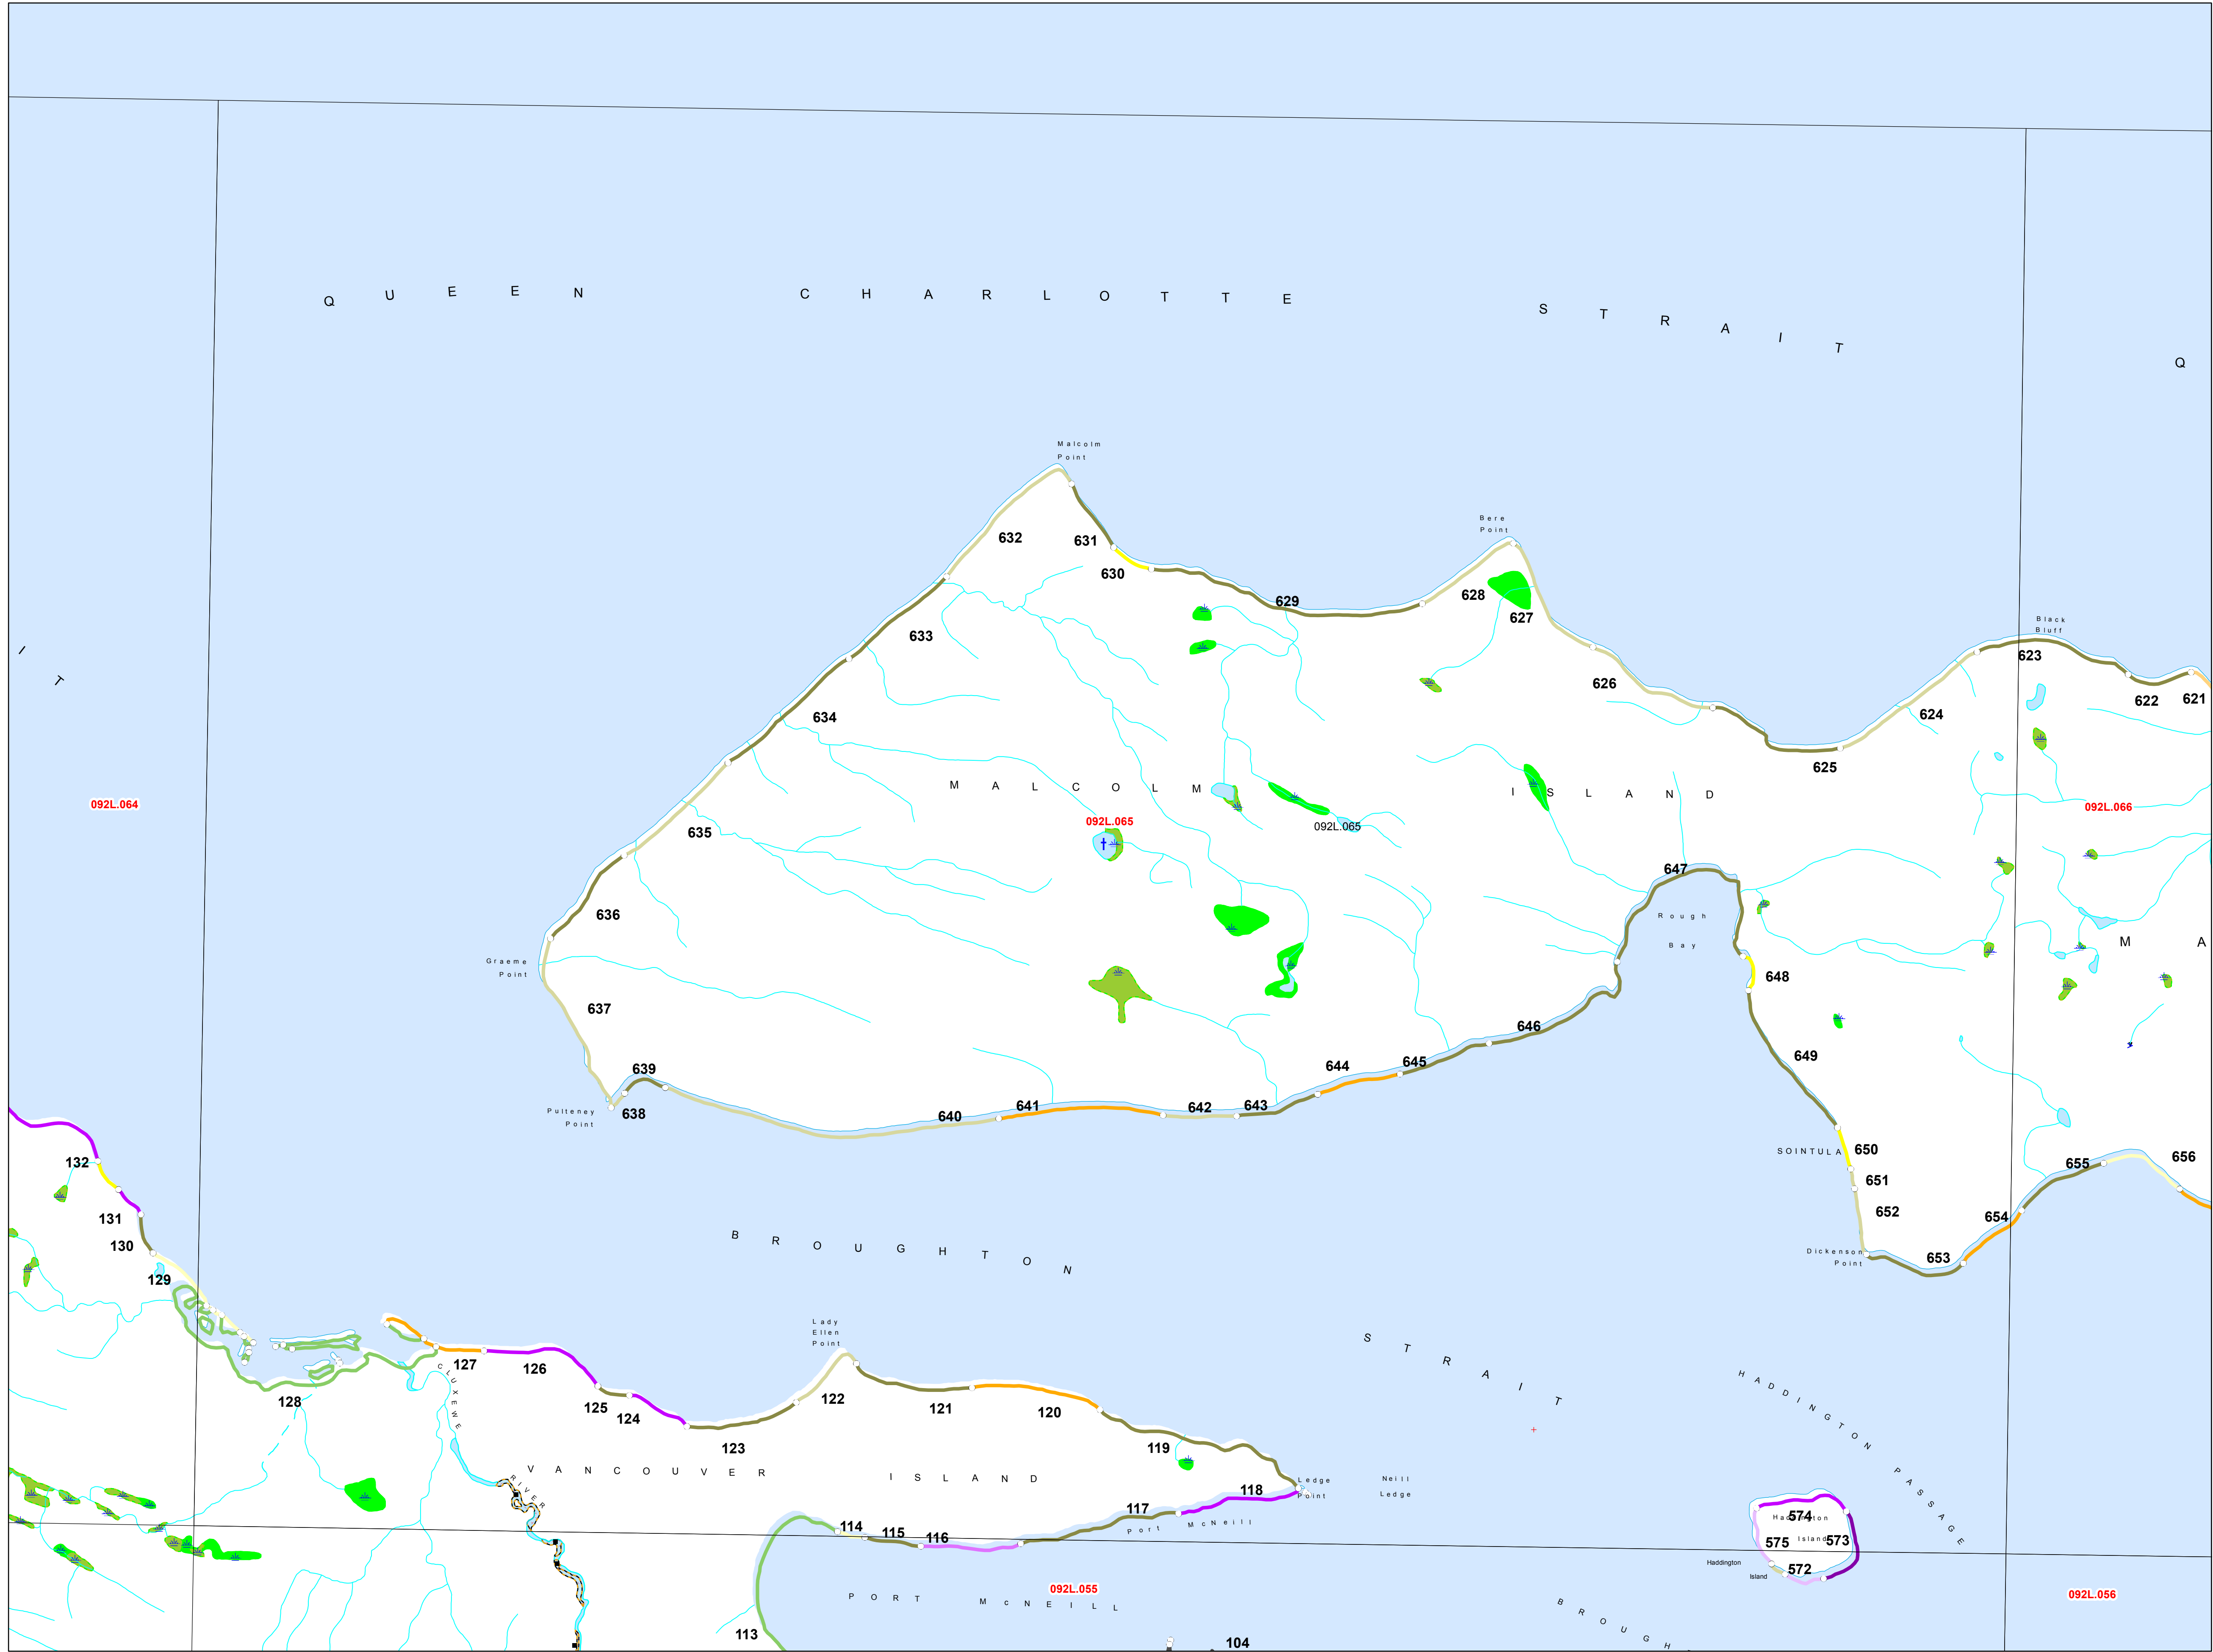 QUEEN CHARLOTTE STRAIT
Q
Malcolm
Point
Bere
Point
632
631
630
629
628
627
Black
Bluff
633
626
623
I T
634
624
622
621
625
MALCOLM ISLAND
092L.064
092L.065
092L.065
092L.066
635
647
636
Rough
Bay
M A
Graeme
Point
648
637
646
649
639
644
645
638
Pulteney
Point
640
641
642
643
132
SOINTULA
650
655
656
651
131
652
654
130
BROUGHTON
STRAIT
Dickenson
Point
653
129
Lady
Ellen
Point
127
126
CLUXEWE
RIVER
HADDINGTON PASSAGE
128
125
124
122
121
120
123
119
VANCOUVER ISLAND
Ledge
Point
Neill
Ledge
118
117
Port McNeill
114
115
116
574
Haddington
Island
575
573
Haddington
Island
572
092L.055
092L.056
PORT McNEILL
BROUGH
113
104